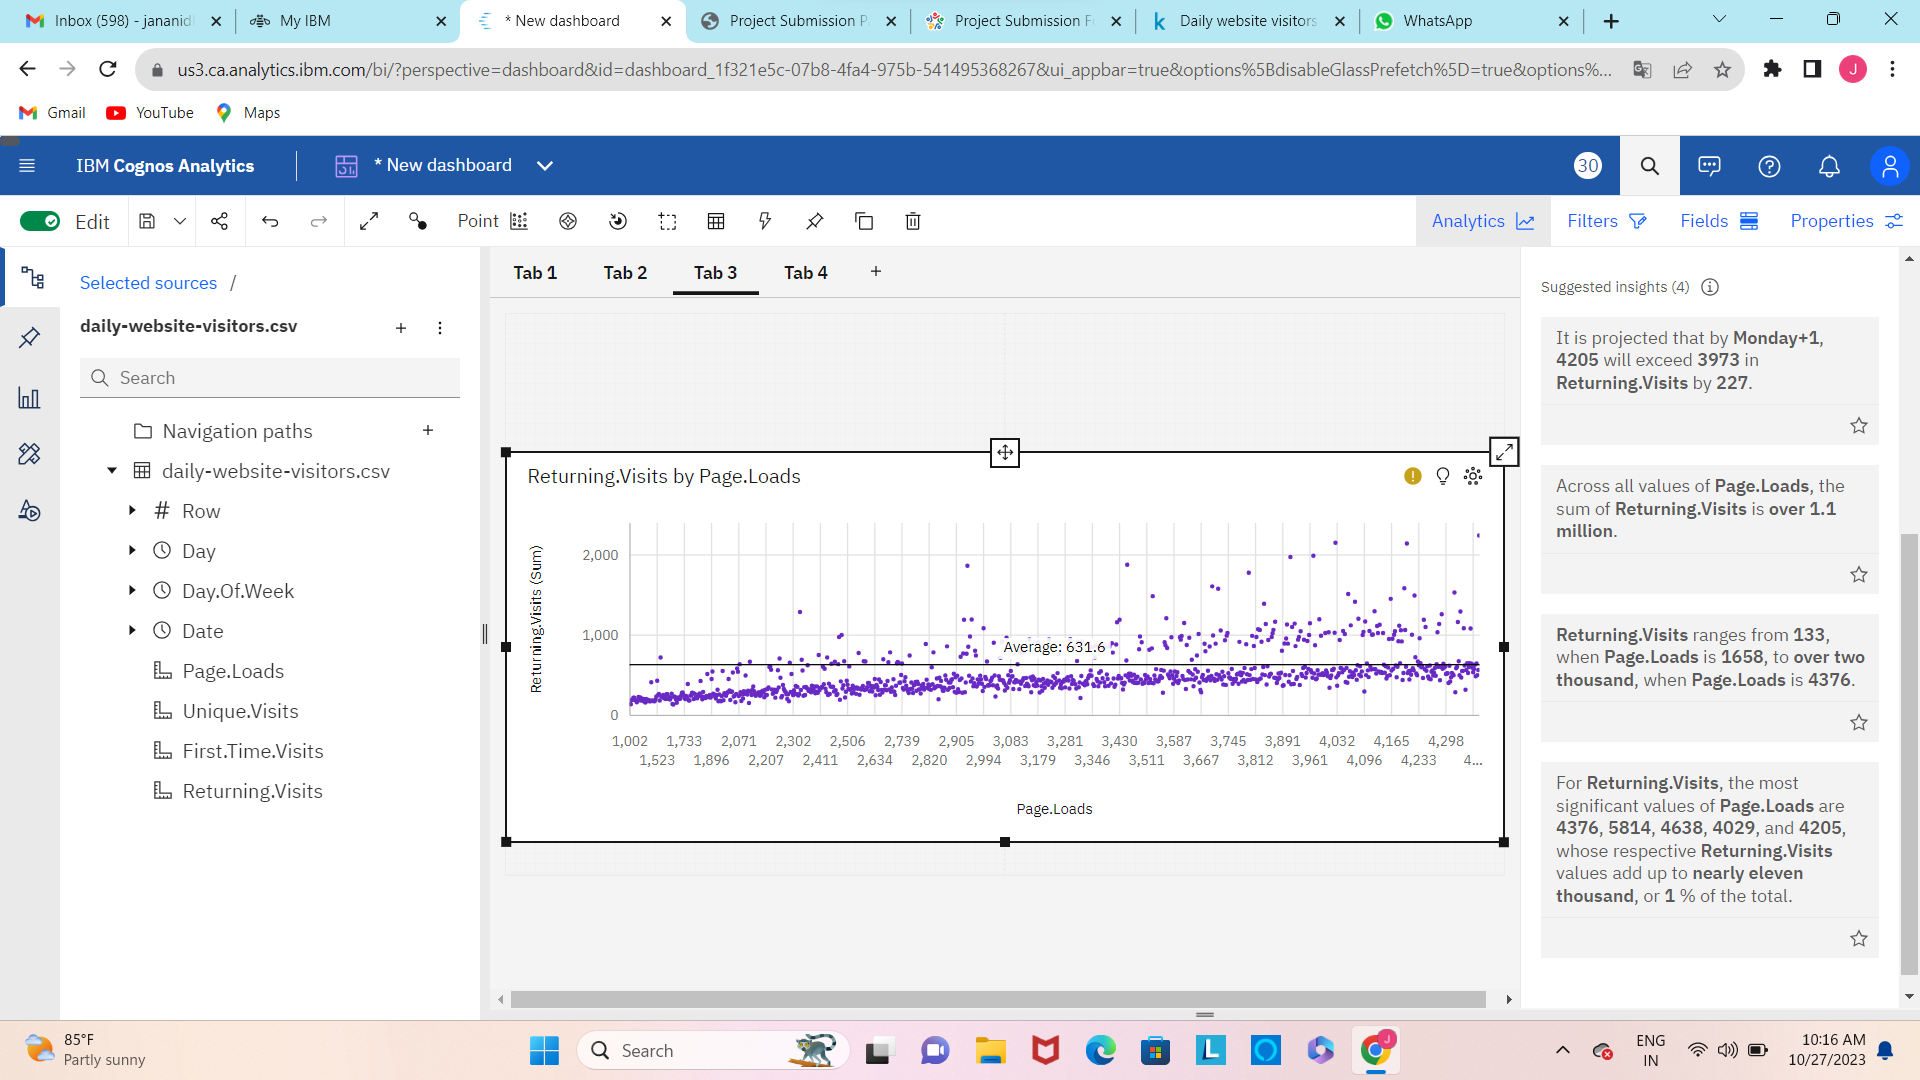 Inbox (598) - jananid
My IBM
* New dashboard
Project Submission P
Project Submission F
Daily website visitors
WhatsApp
us3.ca.analytics.ibm.com/bi/?perspective=dashboard&id=dashboard_1f321e5c-07b8-4fa4-975b-541495368267&ui_appbar=true&options%5BdisableGlassPrefetch%5D=true&options%...
J
Gmail
YouTube
Maps
IBM Cognos Analytics
* New dashboard
30
Edit
Point
Analytics
Filters
Fields
Properties
Selected sources /
daily-website-visitors.csv
Search
Navigation paths
daily-website-visitors.csv
Row
Day
Day.Of.Week
Date
Page.Loads
Unique.Visits
First.Time.Visits
Returning.Visits
Tab 1
Tab 2
Tab 3
Tab 4
Returning.Visits by Page.Loads
Returning.Visits (Sum)
2,000
1,000
0
Average: 631.6
1,002 1,733 2,071 2,302 2,506 2,739 2,905 3,083 3,281 3,430 3,587 3,745 3,891 4,032 4,165 4,298
1,523 1,896 2,207 2,411 2,634 2,820 2,994 3,179 3,346 3,511 3,667 3,812 3,961 4,096 4,233 4...
Page.Loads
Suggested insights (4)
It is projected that by Monday+1,
4205 will exceed 3973 in
Returning.Visits by 227.
Across all values of Page.Loads, the
sum of Returning.Visits is over 1.1
million.
Returning.Visits ranges from 133,
when Page.Loads is 1658, to over two
thousand, when Page.Loads is 4376.
For Returning.Visits, the most
significant values of Page.Loads are
4376, 5814, 4638, 4029, and 4205,
whose respective Returning.Visits
values add up to nearly eleven
thousand, or 1 % of the total.
85°F
Partly sunny
Search
J
ENG
IN
10:16 AM
10/27/2023